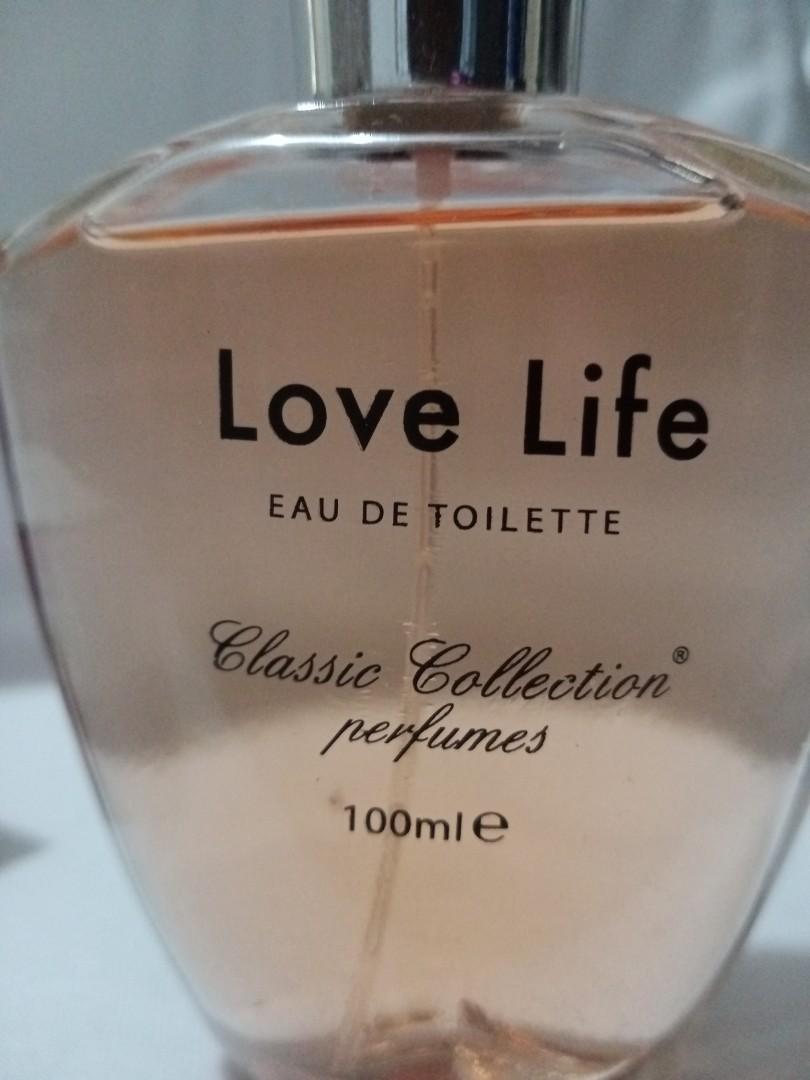 Love Life
EAU DE TOILETTE
Classic Collection®
perfumes
100ml ℮